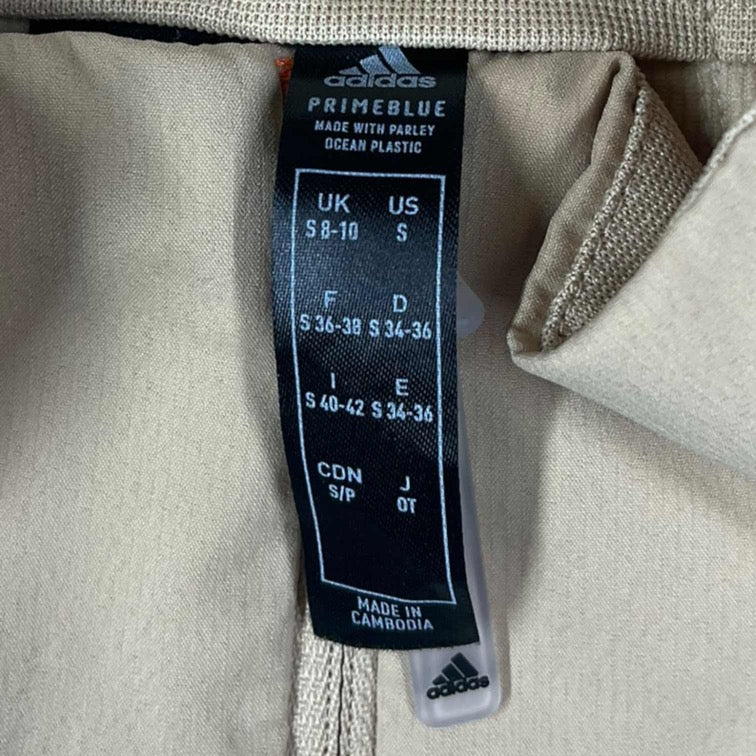 adidas
PRIMEBLUE
MADE WITH PARLEY
OCEAN PLASTIC
UK US
S 8-10 S
F D
S 36-38 S 34-36
I E
S 40-42 S 34-36
CDN J
S/P OT
MADE IN
CAMBODIA
adidas